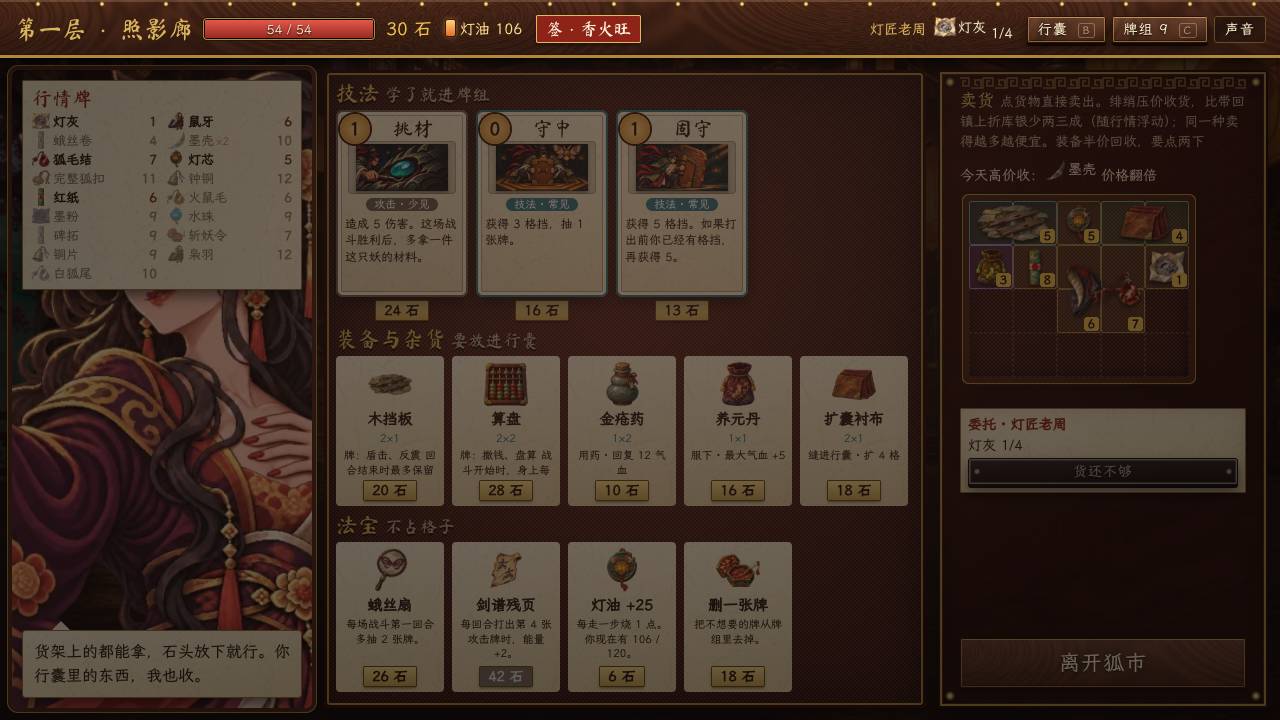 第一层 · 照影廊
54 / 54
30 石
灯油 106
签 · 香火旺
灯匠老周
灯灰 1/4
行囊 B
牌组 9 C
声音
行情牌
灯灰 1 鼠牙 6
蛾丝卷 5 墨壳 x2 10
狐毛结 7 灯芯 5
完整狐扣 11 钟铜 12
红纸 6 火鼠毛 6
墨粉 9 水珠 9
碑拓 9 斩妖令 7
铜片 9 枭羽 12
白狐尾 10
货架上的都能拿，石头放下就行。你
行囊里的东西，我也收。
技法 学了就进牌组
1 挑材
攻击 · 少见
造成 5 伤害。这场战
斗胜利后，多拿一件
这只妖的材料。
24 石
0 守中
技法 · 常见
获得 3 格挡，抽 1
张牌。
16 石
1 固守
技法 · 常见
获得 5 格挡。如果打
出前你已经有格挡，
再获得 5。
13 石
装备与杂货 要放进行囊
木挡板
2×1
牌：盾击、反震 回
合结束时最多保留
20 石
算盘
2×2
牌：撒钱、盘算 战
斗开始时，身上每
28 石
金疮药
1×2
用药 · 回复 12 气
血
10 石
养元丹
1×1
服下 · 最大气血 +5
16 石
扩囊衬布
2×1
缝进行囊 · 扩 4 格
18 石
法宝 不占格子
蛾丝扇
每场战斗第一回合
多抽 2 张牌。
26 石
剑谱残页
每回合打出第 4 张
攻击牌时，能量
+2。
42 石
灯油 +25
每走一步烧 1 点。
你现在有 106 /
120。
6 石
删一张牌
把不想要的牌从牌
组里去掉。
18 石
卖货 点货物直接卖出。绯绡压价收货，比带回
镇上折库银少两三成（随行情浮动）；同一种卖
得越多越便宜。装备半价回收，要点两下
今天高价收： 墨壳 价格翻倍
5 5 4
3 8 1
6 7
委托 · 灯匠老周
灯灰 1/4
货还不够
离开狐市